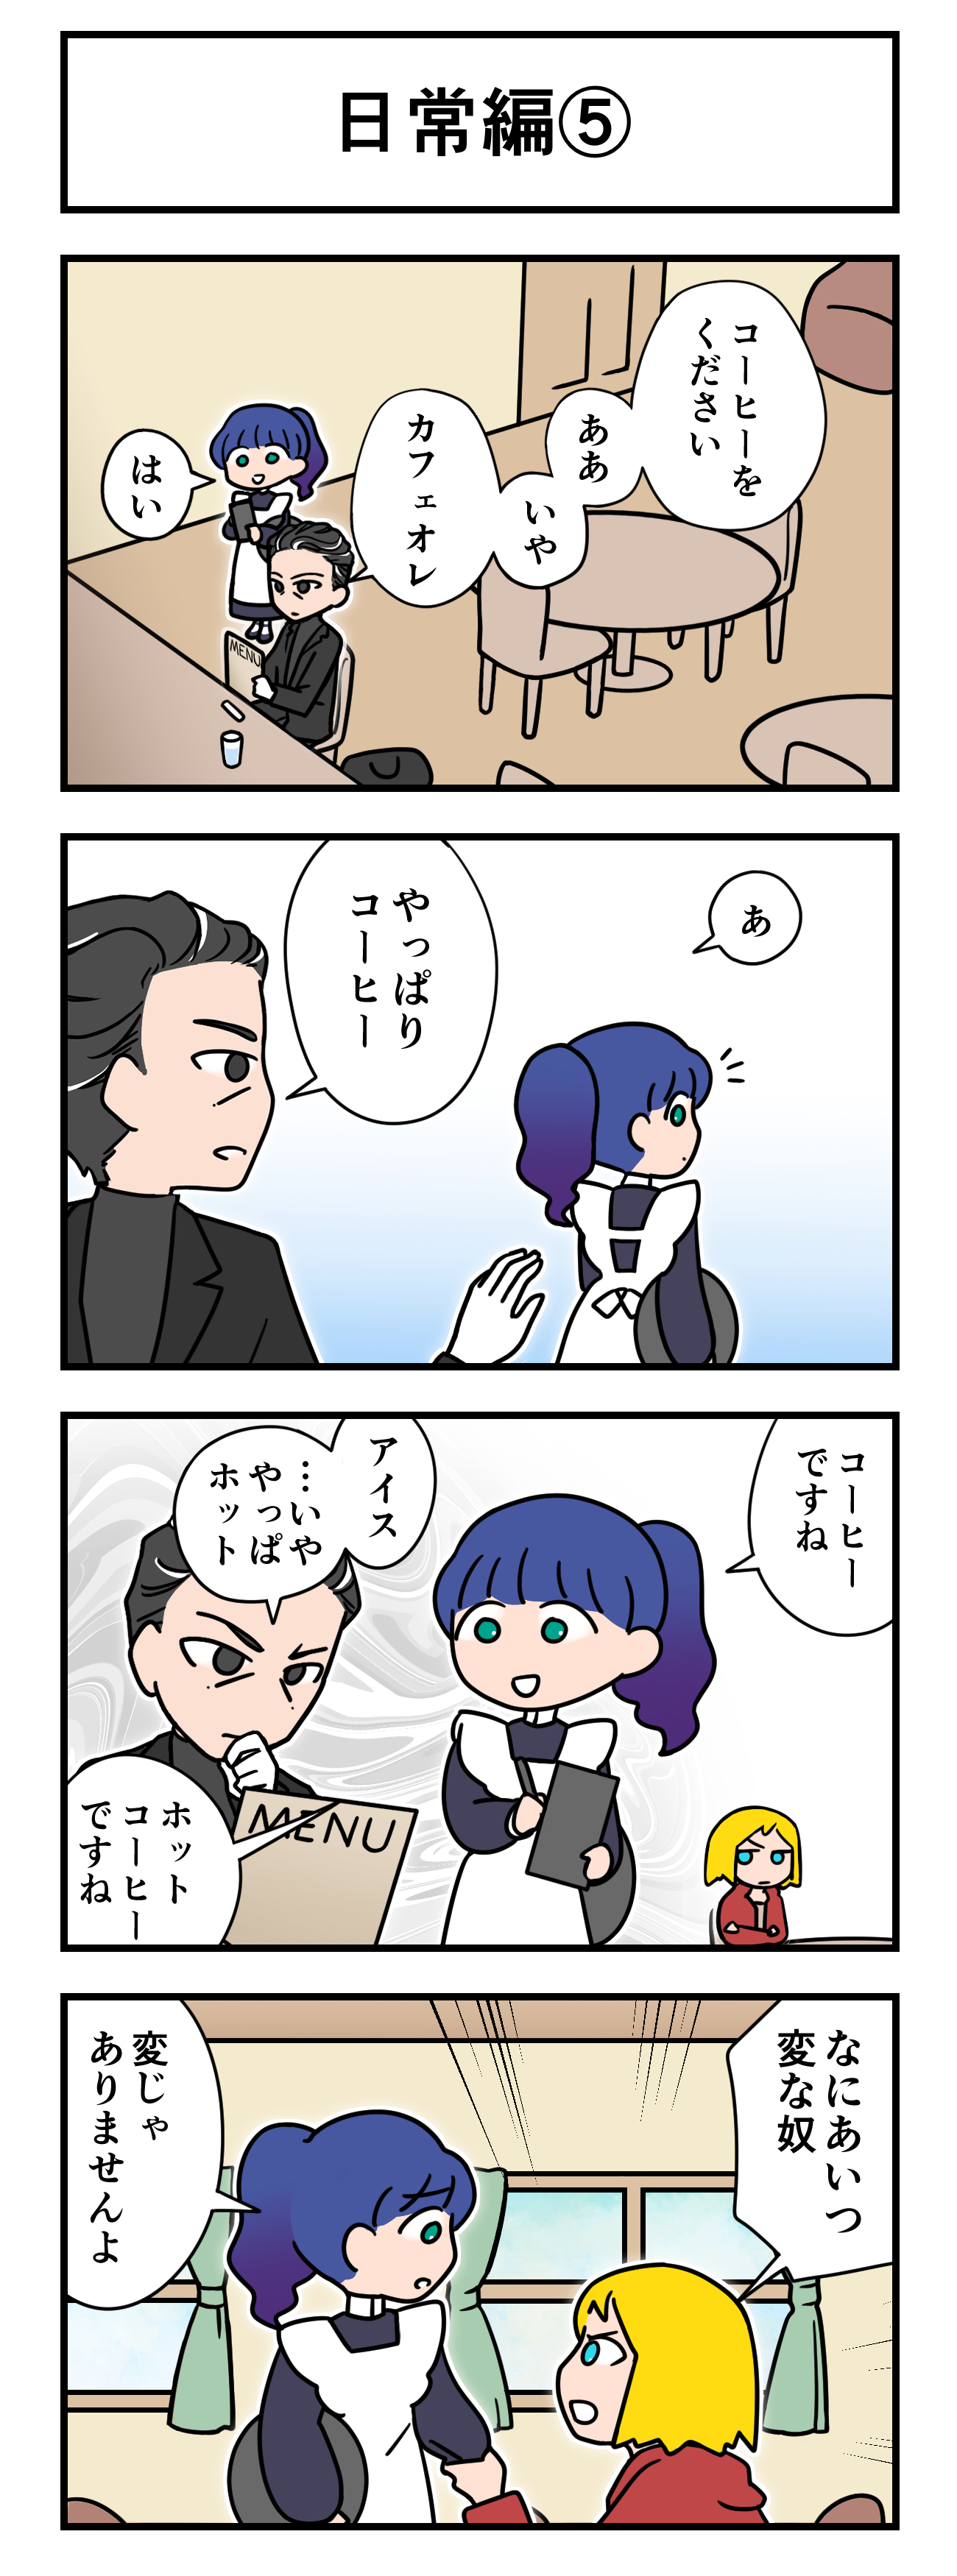 日常編⑤
コーヒーを
ください
ああ
いや
カフェオレ
はい
MENU
あ
やっぱり
コーヒー
コーヒー
ですね
アイス
…いや
やっぱ
ホット
ホット
コーヒー
ですね
MENU
なにあいつ
変な奴
変じゃ
ありませんよ